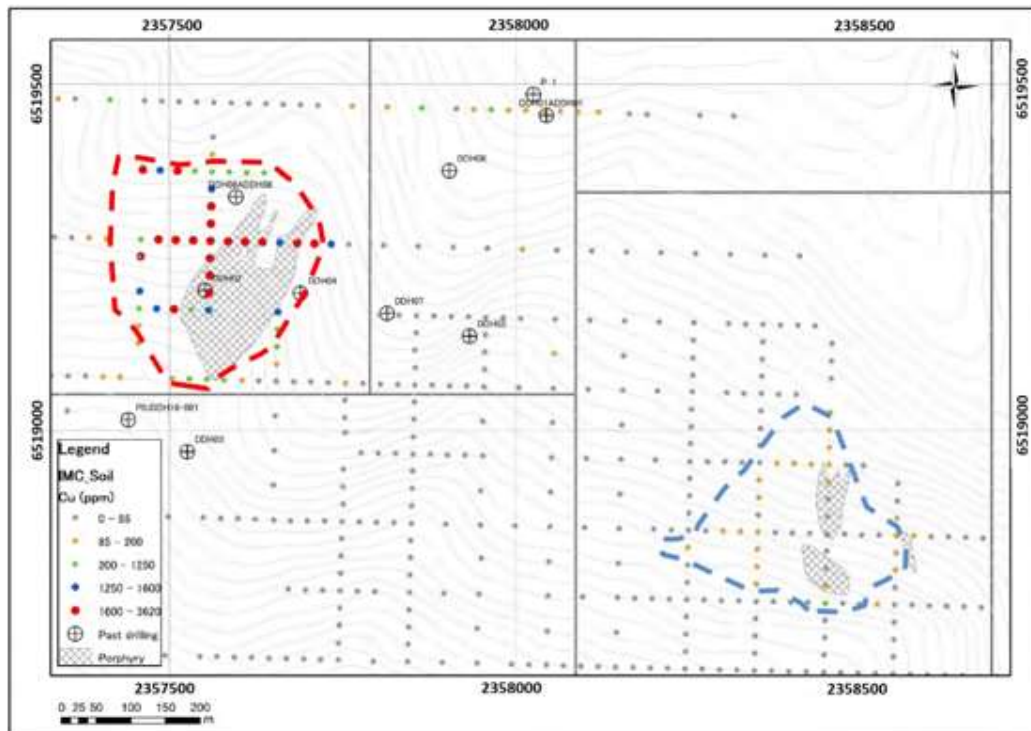 2357500 2358000 2358500
6519500 6519500
P.1
DDH06
DDH02
DDH04
DDH07
DDH05
6519000 6519000
DDH03
Legend
IMC_Soil
Cu (ppm)
0 - 85
85 - 200
200 - 1250
1250 - 1600
1600 - 3620
Past drilling
Porphyry
2357500 2358000 2358500
0 25 50 100 150 200
m